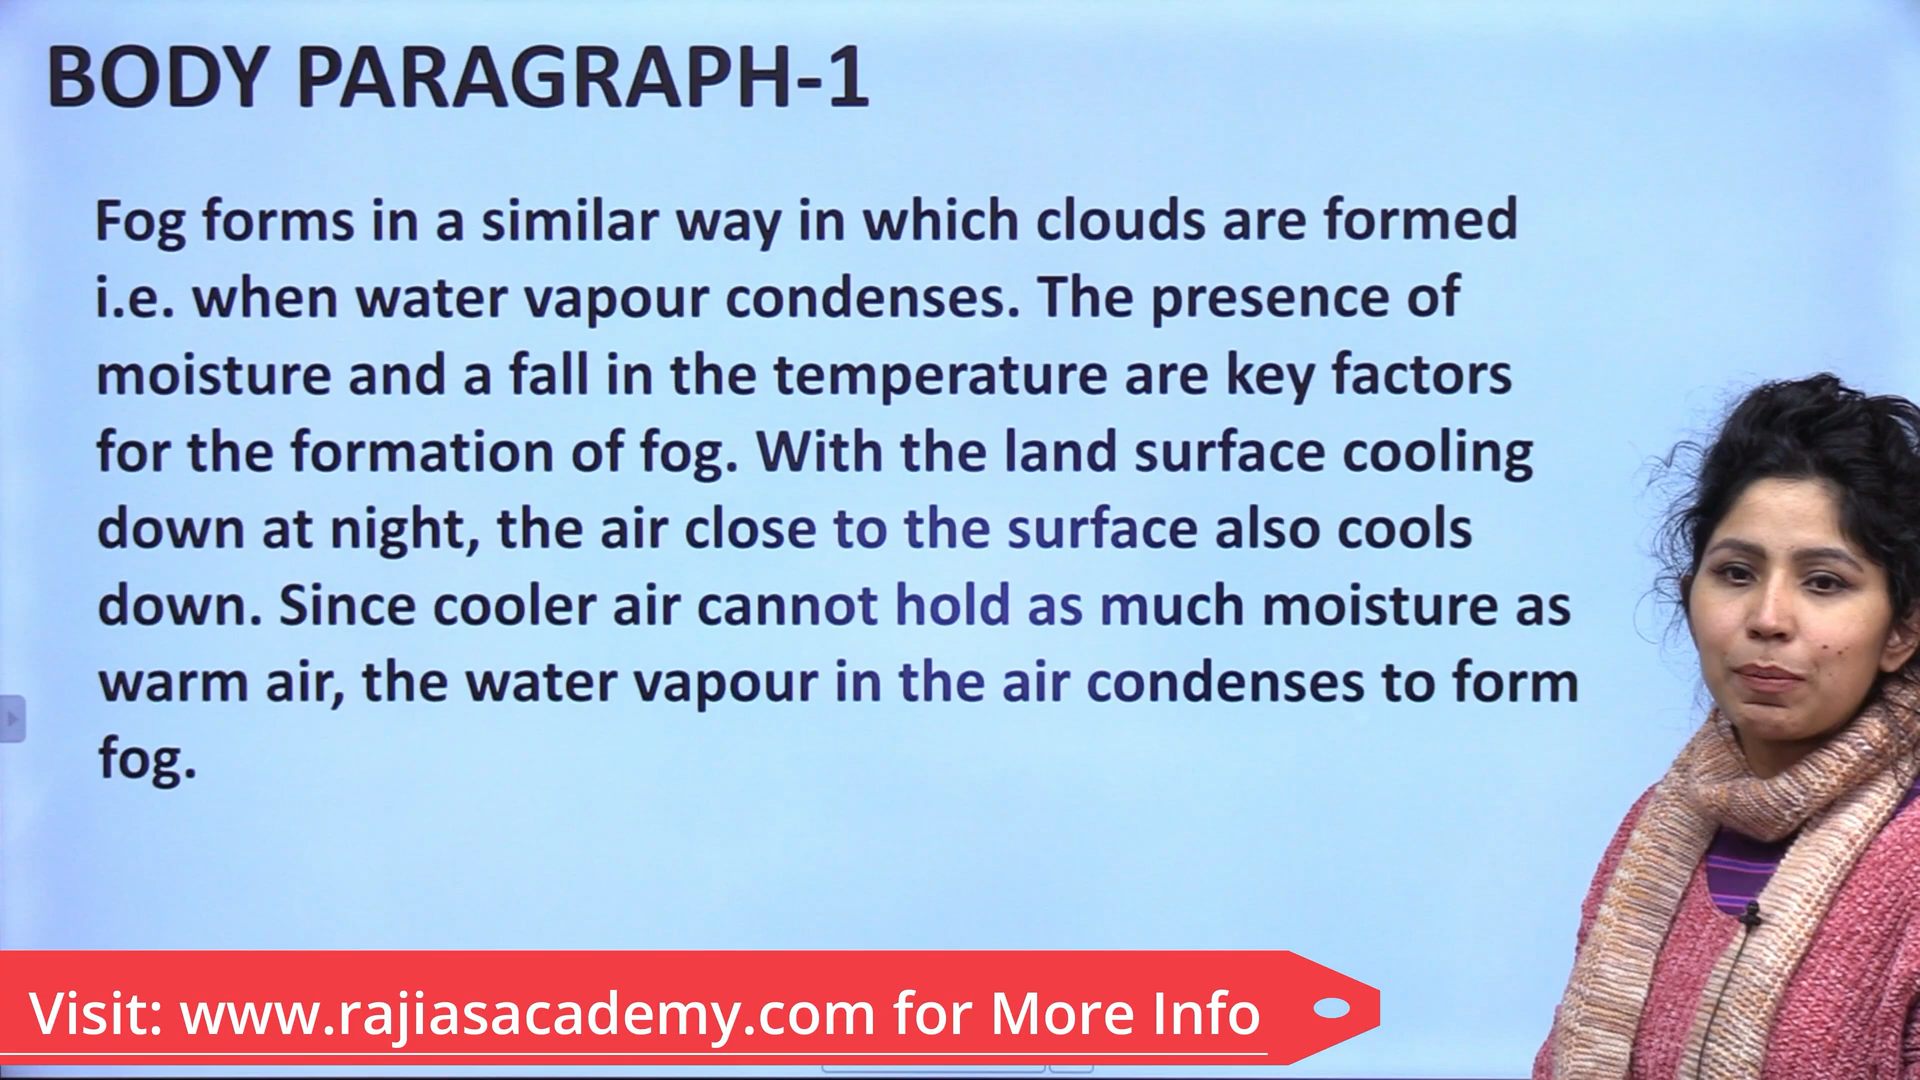 BODY PARAGRAPH-1
Fog forms in a similar way in which clouds are formed
i.e. when water vapour condenses. The presence of
moisture and a fall in the temperature are key factors
for the formation of fog. With the land surface cooling
down at night, the air close to the surface also cools
down. Since cooler air cannot hold as much moisture as
warm air, the water vapour in the air condenses to form
fog.
Visit: www.rajiasacademy.com for More Info